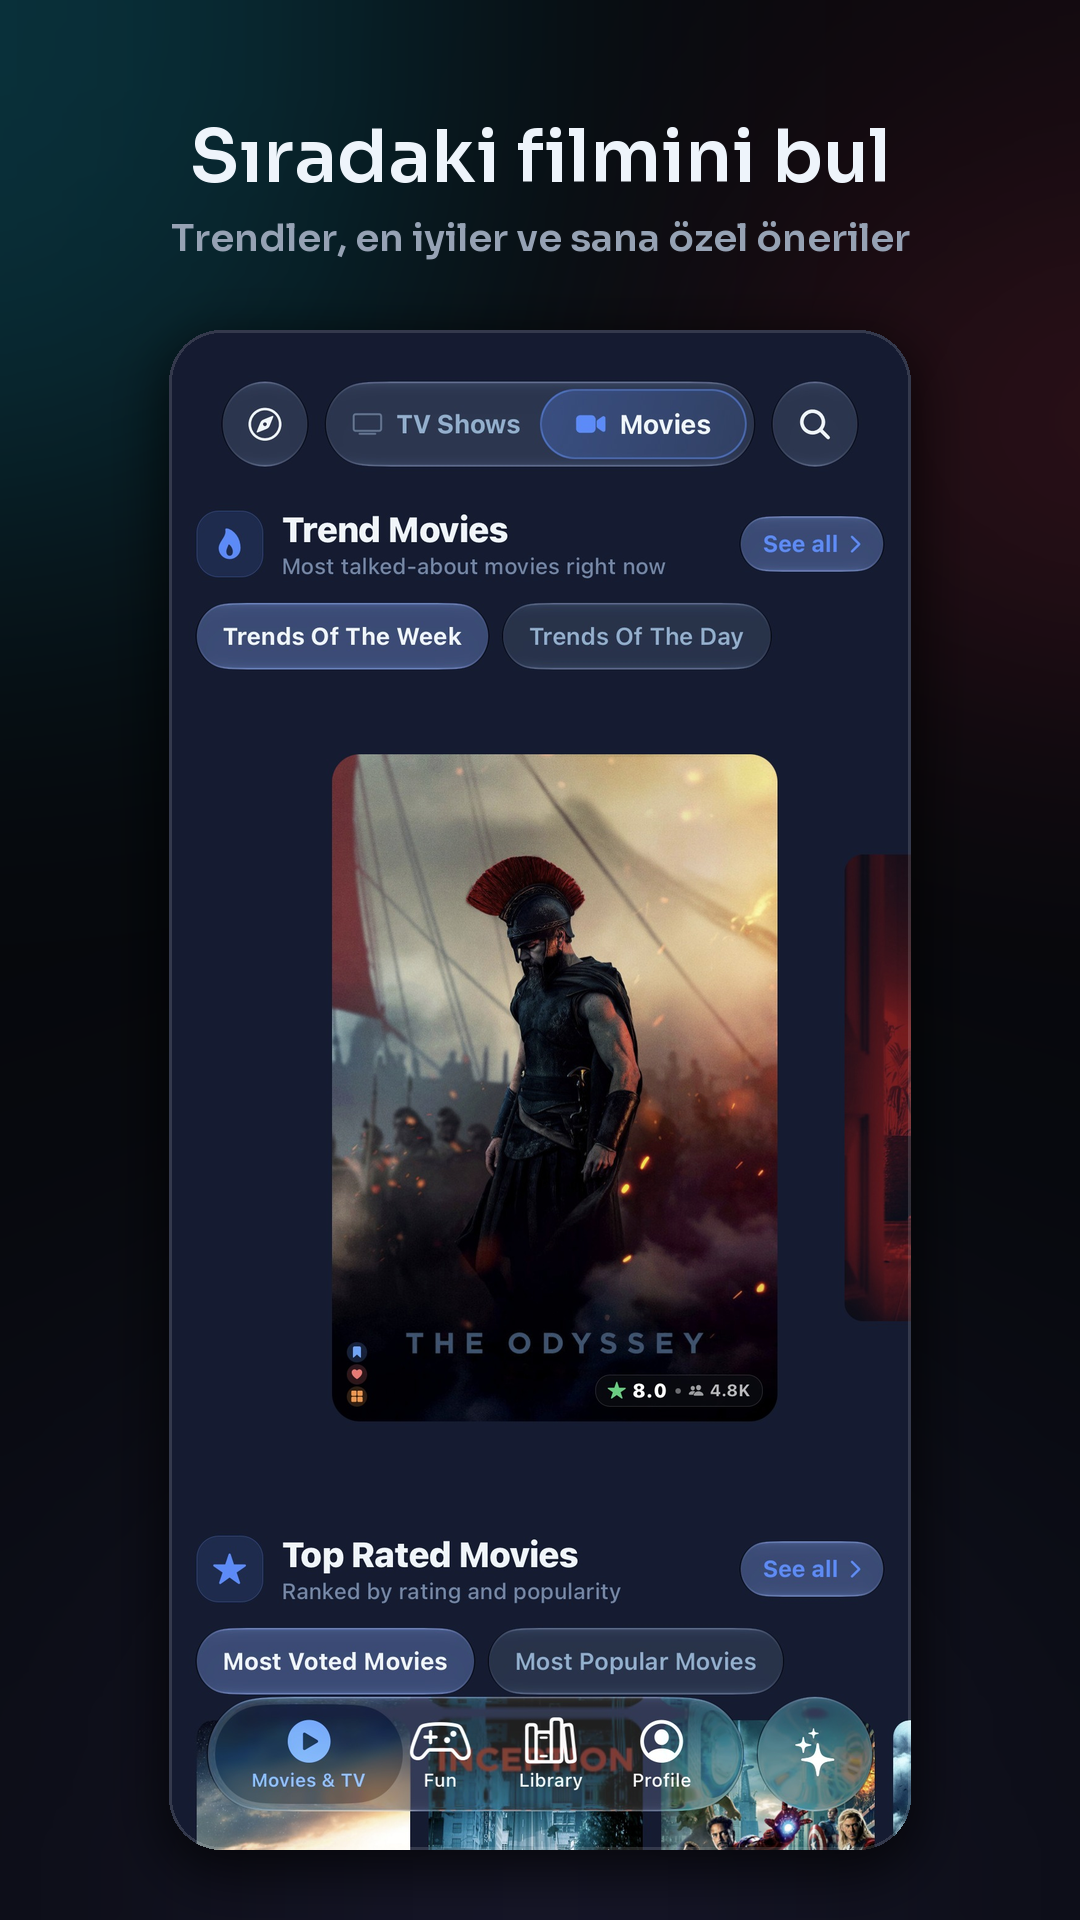 Sıradaki filmini bul
Trendler, en iyiler ve sana özel öneriler
TV Shows
Movies
Trend Movies
Most talked-about movies right now
See all
Trends Of The Week
Trends Of The Day
THE ODYSSEY
8.0 • 4.8K
Top Rated Movies
Ranked by rating and popularity
See all
Most Voted Movies
Most Popular Movies
INCEPTION
Movies & TV
Fun
Library
Profile